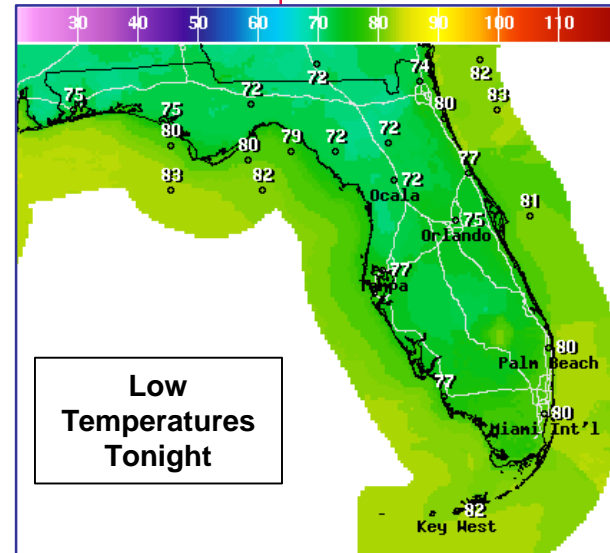 30 40 50 60 70 80 90 100 110
82
72 74
75 72 80 83
75
80 79 72 72
80
83 82 72 77
Ocala
81
75
Orlando
77
Tampa
80
Palm Beach
77
80
Miami Int'l
Low
Temperatures
Tonight
82
Key West